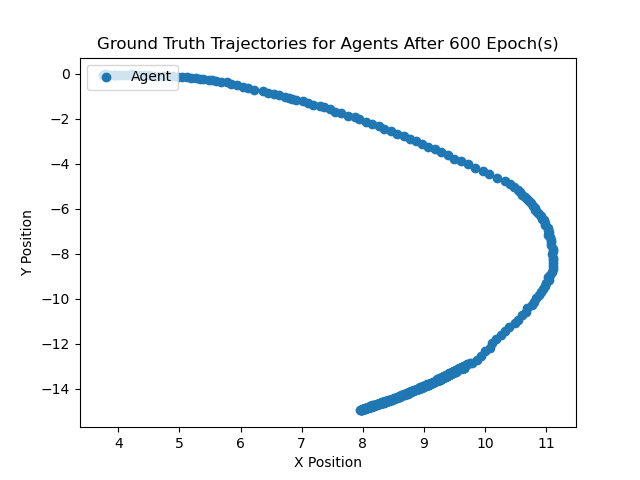 Ground Truth Trajectories for Agents After 600 Epoch(s)
Agent
0
−2
−4
−6
−8
−10
−12
−14
Y Position
4 5 6 7 8 9 10 11
X Position